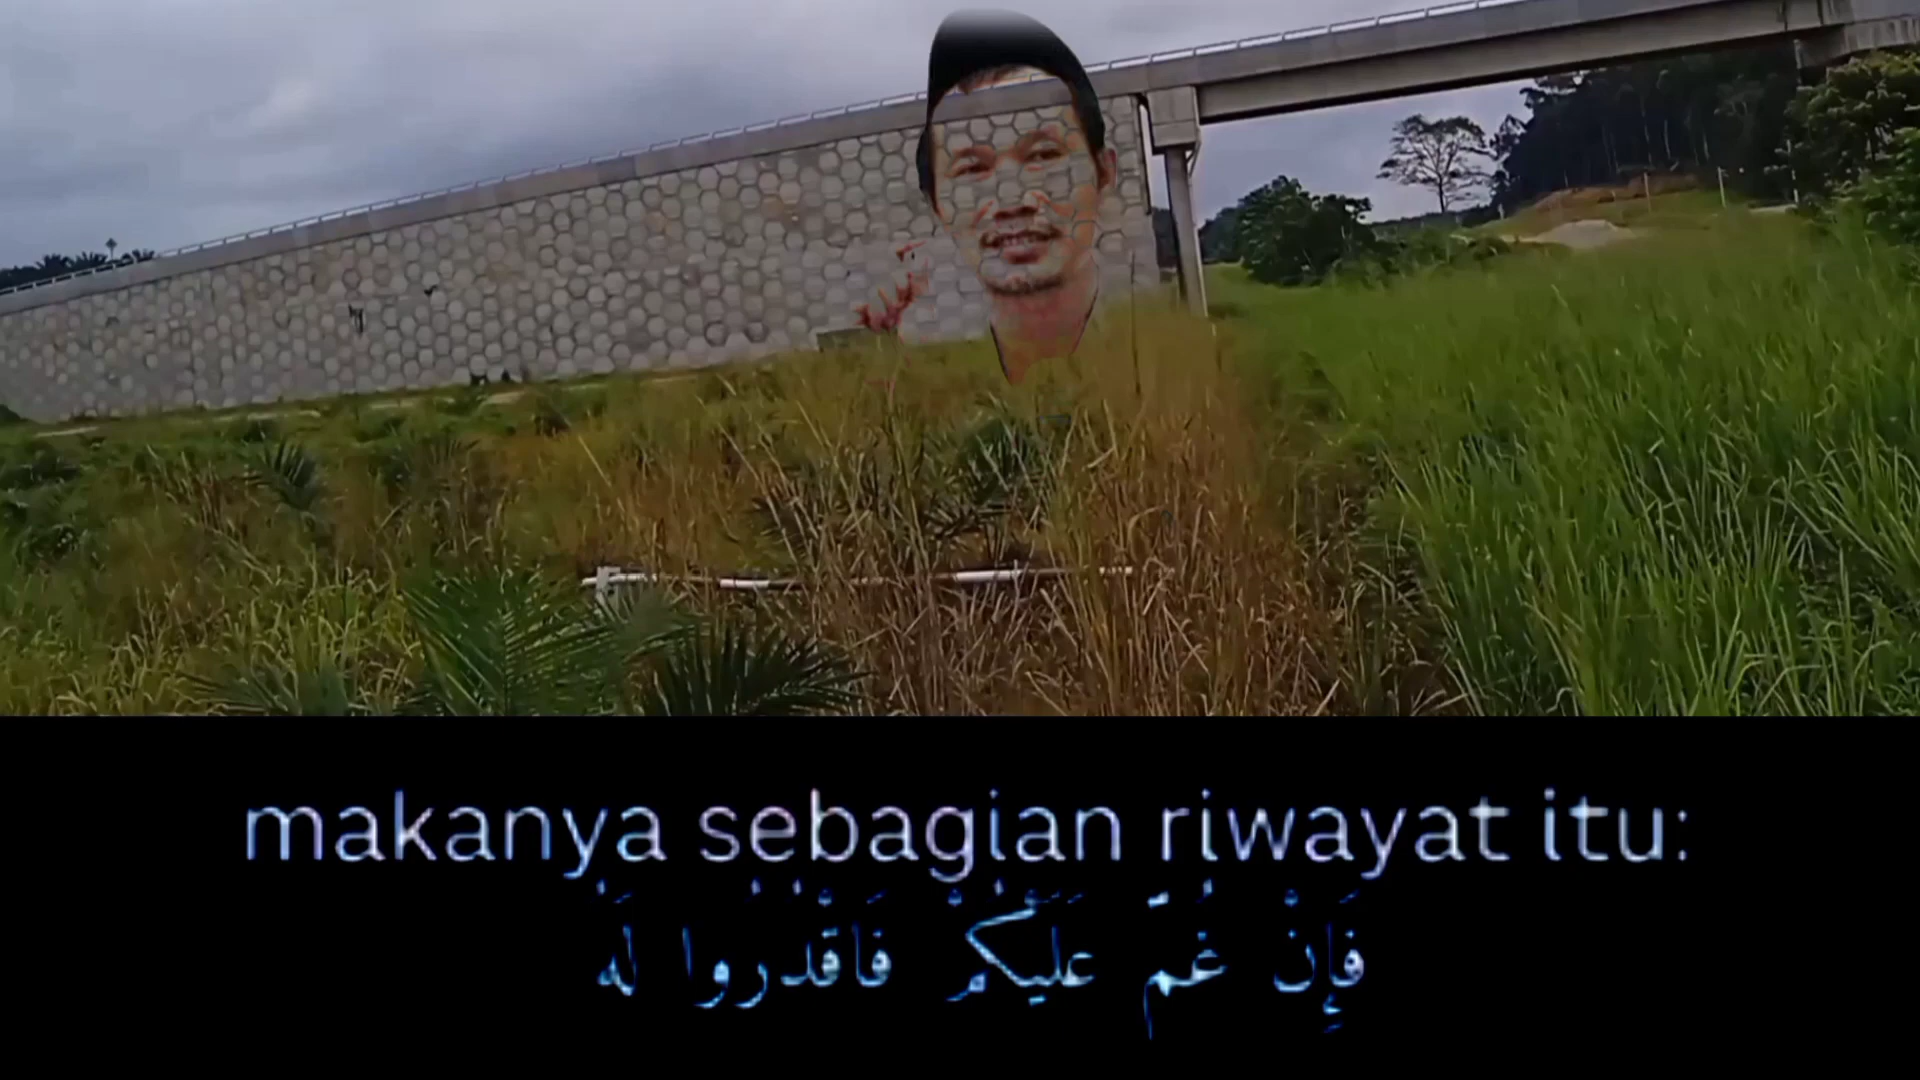 makanya sebagian riwayat itu:
فَإِنْ غُمَّ عَلَيْكُمْ فَاقْدُرُوا لَهُ